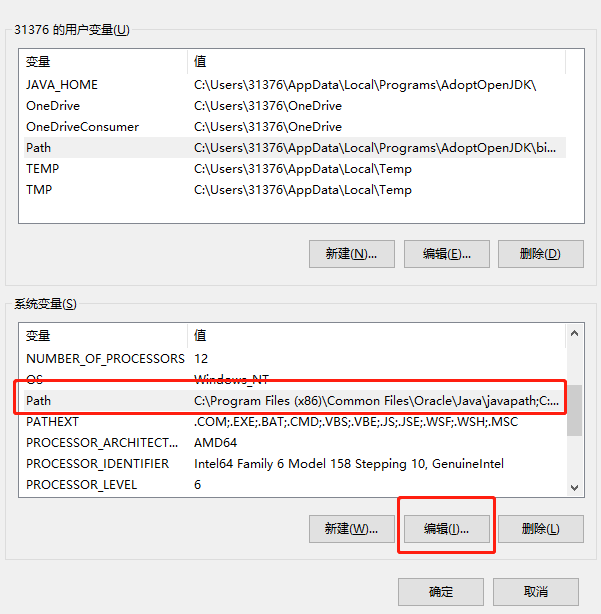 31376 的用户变量(U)
变量 值
JAVA_HOME C:\Users\31376\AppData\Local\Programs\AdoptOpenJDK\
OneDrive C:\Users\31376\OneDrive
OneDriveConsumer C:\Users\31376\OneDrive
Path C:\Users\31376\AppData\Local\Programs\AdoptOpenJDK\bi...
TEMP C:\Users\31376\AppData\Local\Temp
TMP C:\Users\31376\AppData\Local\Temp
新建(N)... 编辑(E)... 删除(D)
系统变量(S)
变量 值
NUMBER_OF_PROCESSORS 12
OS Windows_NT
Path C:\Program Files (x86)\Common Files\Oracle\Java\javapath;C:...
PATHEXT .COM;.EXE;.BAT;.CMD;.VBS;.VBE;.JS;.JSE;.WSF;.WSH;.MSC
PROCESSOR_ARCHITECT... AMD64
PROCESSOR_IDENTIFIER Intel64 Family 6 Model 158 Stepping 10, GenuineIntel
PROCESSOR_LEVEL 6
新建(W)... 编辑(I)... 删除(L)
确定 取消